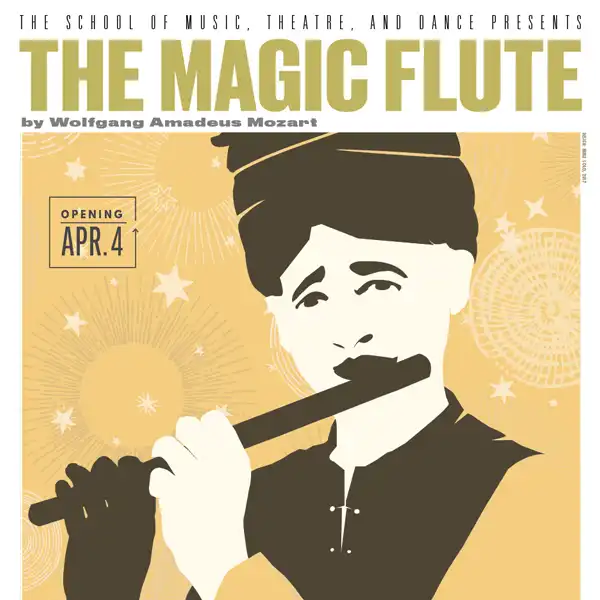 THE SCHOOL OF MUSIC, THEATRE, AND DANCE PRESENTS
THE MAGIC FLUTE
by Wolfgang Amadeus Mozart
OPENING
APR. 4